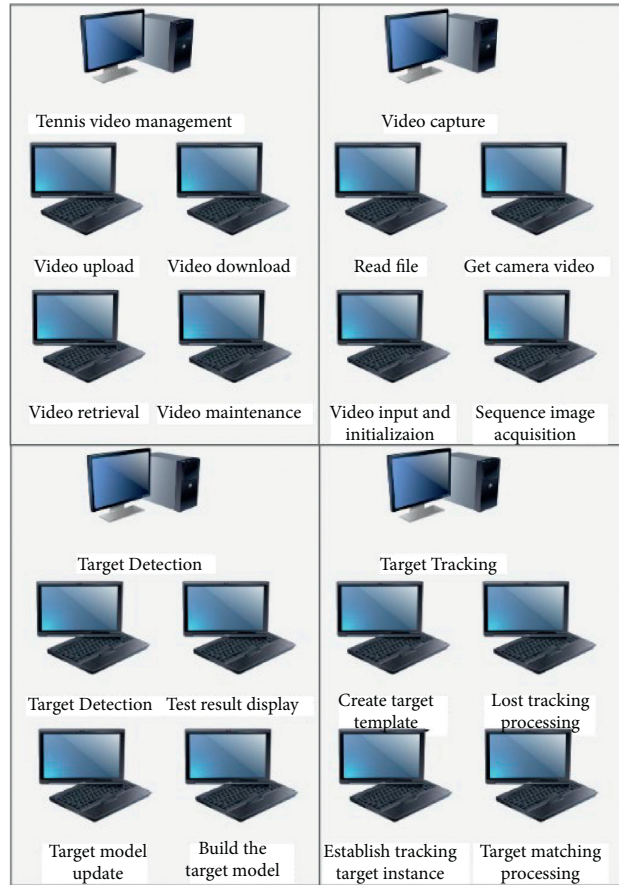 Tennis video management
Video upload
Video download
Video retrieval
Video maintenance
Video capture
Read file
Get camera video
Video input and
initializaion
Sequence image
acquisition
Target Detection
Target Detection
Test result display
Target model
update
Build the
target model
Target Tracking
Create target
template
Lost tracking
processing
Establish tracking
target instance
Target matching
processing